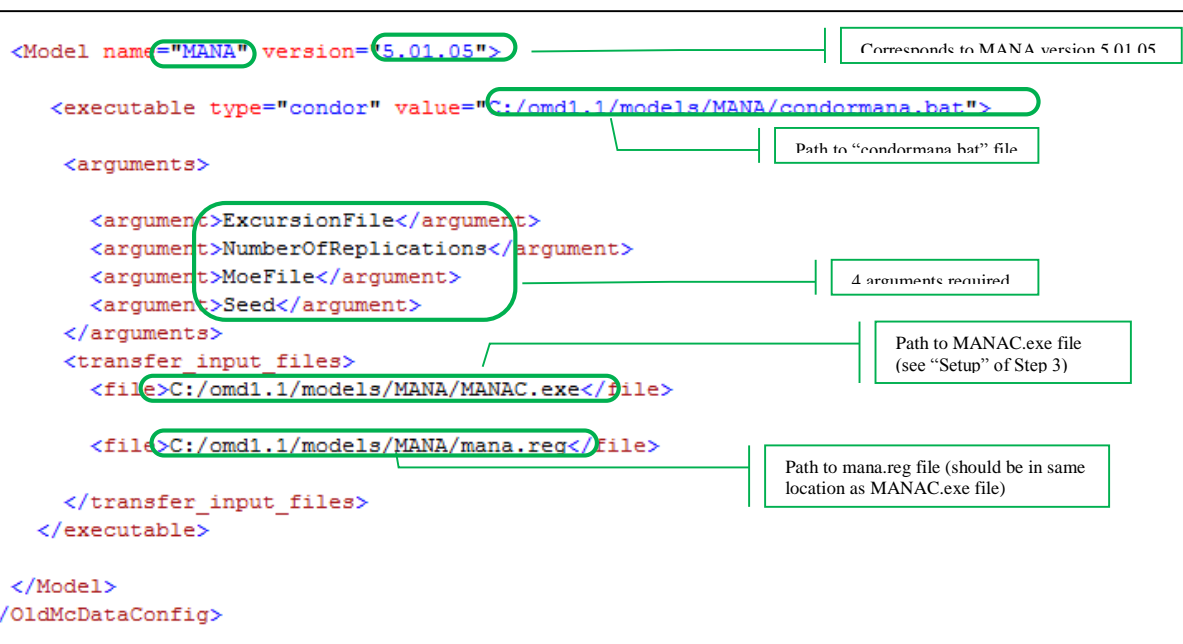 <Model name="MANA" version="5.01.05">
Corresponds to MANA version 5.01.05
<executable type="condor" value="C:/omd1.1/models/MANA/condormana.bat">
Path to “condormana.bat” file
<arguments>
<argument>ExcursionFile</argument>
<argument>NumberOfReplications</argument>
<argument>MoeFile</argument>
<argument>Seed</argument>
4 arguments required
</arguments>
<transfer_input_files>
<file>C:/omd1.1/models/MANA/MANAC.exe</file>
Path to MANAC.exe file
(see “Setup” of Step 3)
<file>C:/omd1.1/models/MANA/mana.reg</file>
Path to mana.reg file (should be in same
location as MANAC.exe file)
</transfer_input_files>
</executable>
</Model>
/OldMcDataConfig>